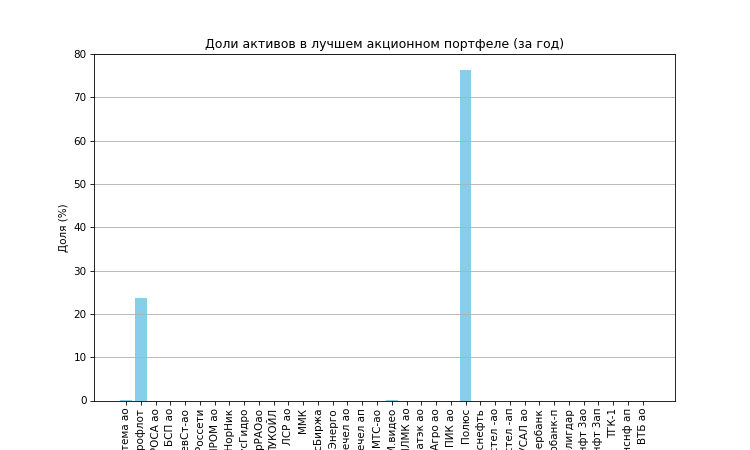 Доли активов в лучшем акционном портфеле (за год)
Доля (%)
80
70
60
50
40
30
20
10
0
тема ао
рофлот
РОСА ао
БСП ао
евСт-ао
Россети
ПРОМ ао
НорНик
сГидро
рРАОао
ЛУКОЙЛ
ЛСР ао
ММК
сБиржа
Энерго
ечел ао
ечел ап
МТС-ао
М.видео
НЛМК ао
атэк ао
Агро ао
ПИК ао
Полюс
снефть
стел -ао
стел -ап
УСАЛ ао
ербанк
рбанк-п
лигдар
нфт 3ао
нфт 3ап
ТГК-1
нснф ап
ВТБ ао